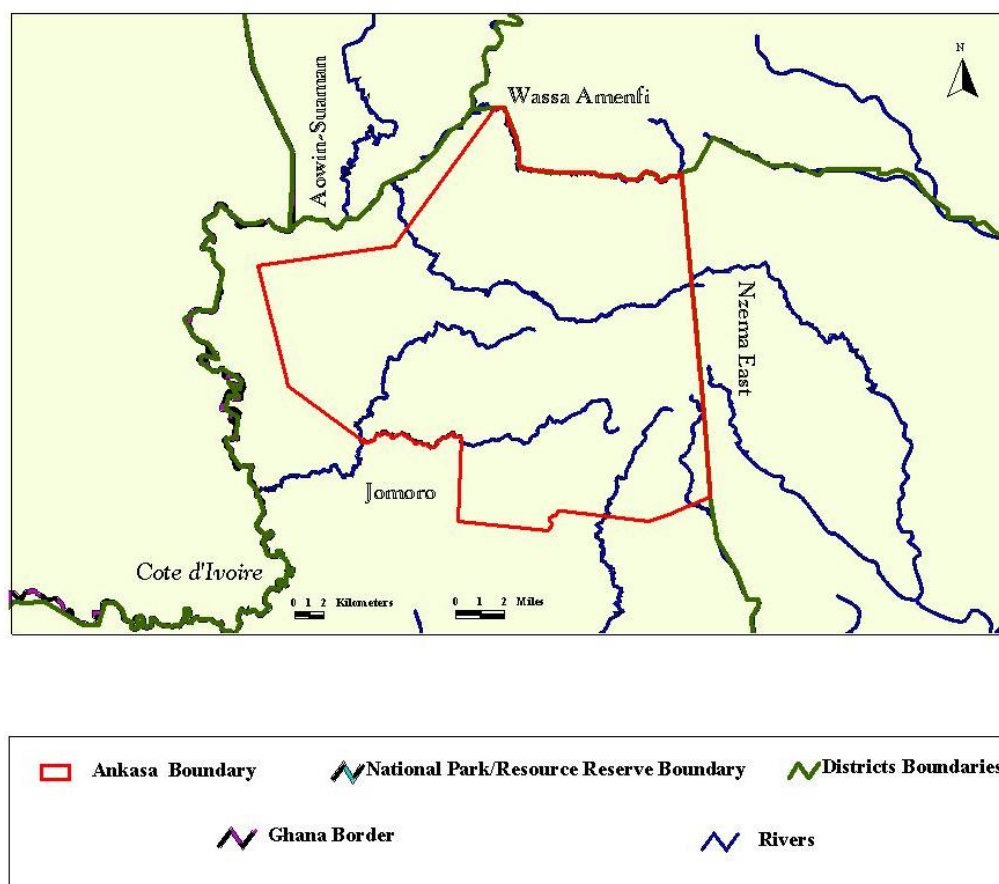 N
Wassa Amenfi
Aowin-Suaman
Nzema East
Jomoro
Cote d'Ivoire
0 1 2 Kilometers
0 1 2 Miles
Ankasa Boundary
National Park/Resource Reserve Boundary
Districts Boundaries
Ghana Border
Rivers